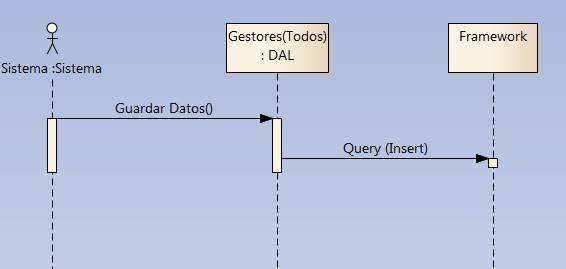 Gestores(Todos)
: DAL
Framework
Sistema :Sistema
Guardar Datos()
Query (Insert)